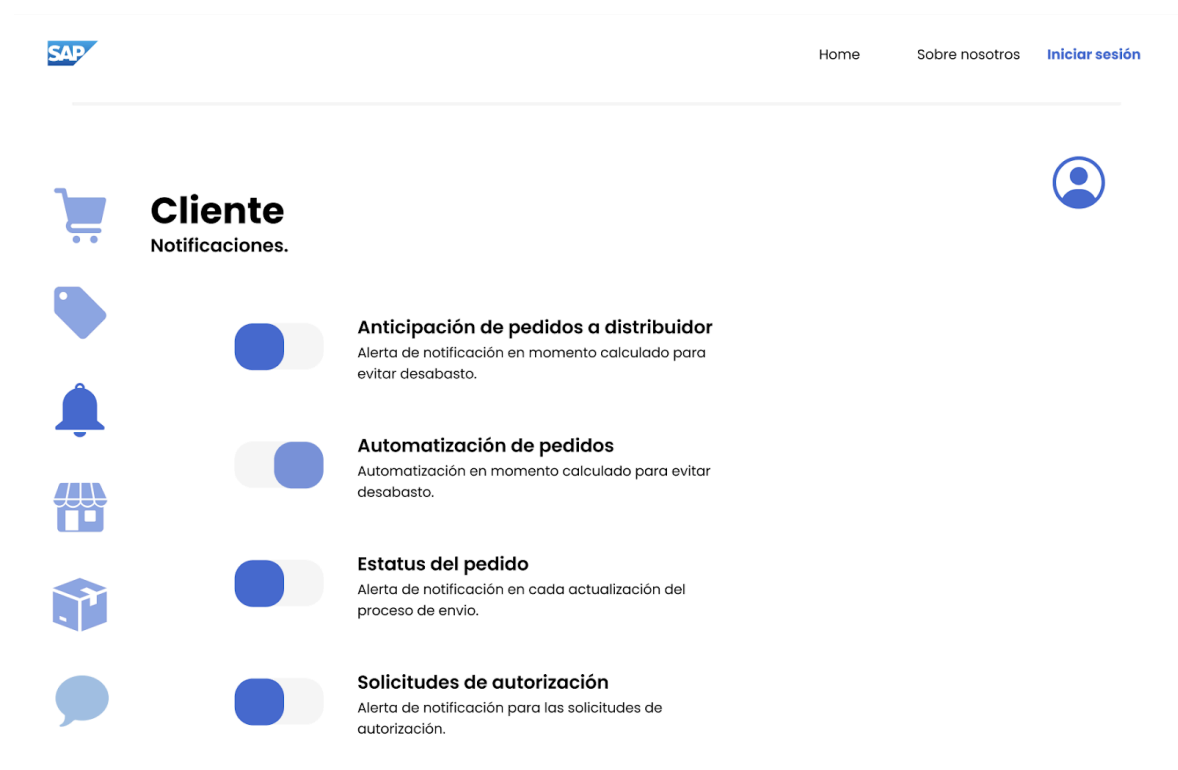 SAP
Home
Sobre nosotros
Iniciar sesión
Cliente
Notificaciones.
Anticipación de pedidos a distribuidor
Alerta de notificación en momento calculado para
evitar desabasto.
Automatización de pedidos
Automatización en momento calculado para evitar
desabasto.
Estatus del pedido
Alerta de notificación en cada actualización del
proceso de envio.
Solicitudes de autorización
Alerta de notificación para las solicitudes de
autorización.